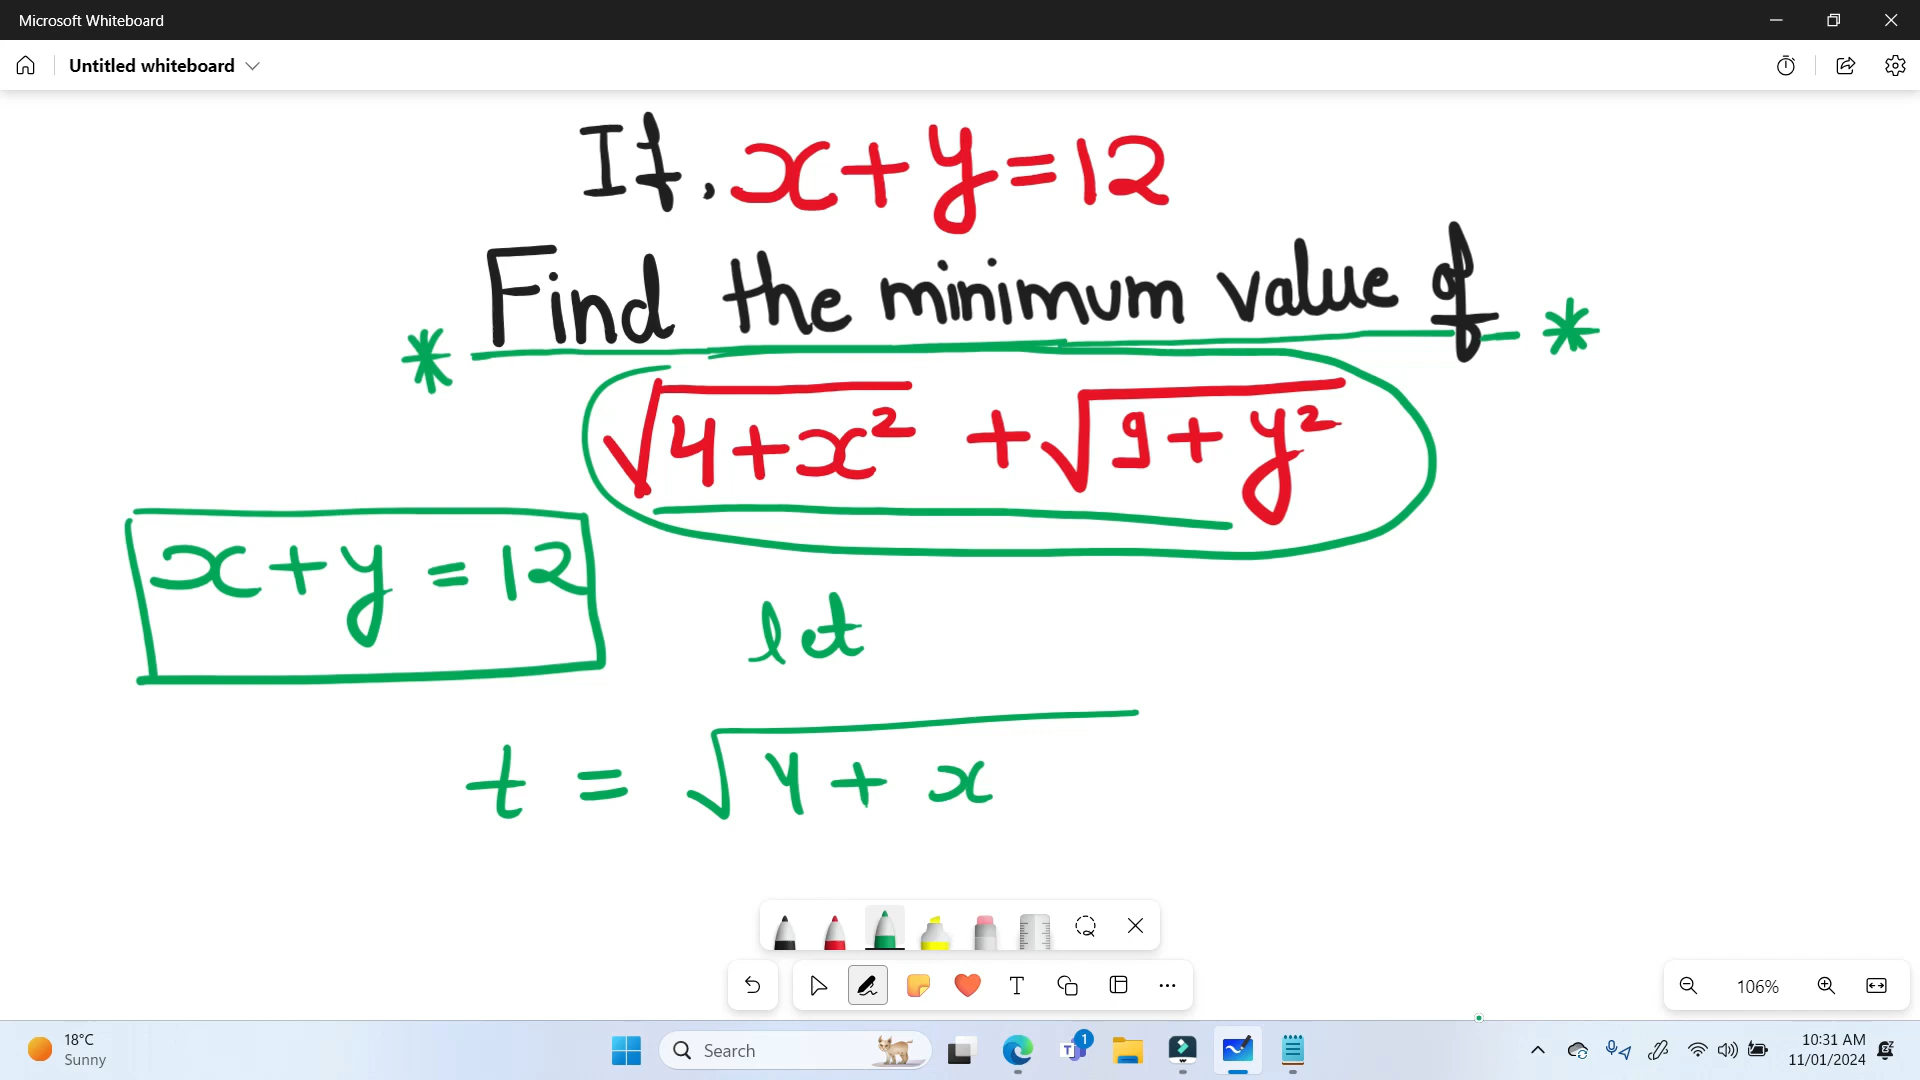 Microsoft Whiteboard
Untitled whiteboard
If, x+y=12
Find the minimum value of
* *
√4+x² + √9+y²
x+y=12
let
t = √4+x
106%
18°C
Sunny
Search
1
10:31 AM
11/01/2024